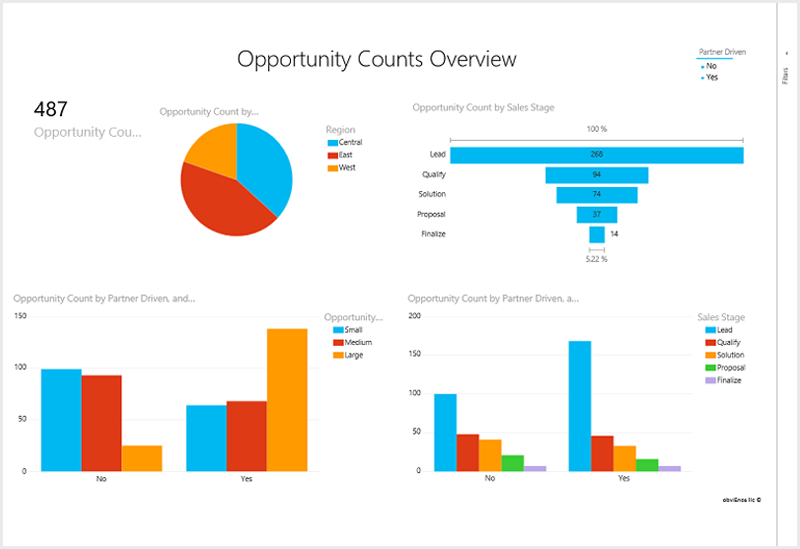 Opportunity Counts Overview
Partner Driven
No
Yes
Filters
487
Opportunity Cou...
Opportunity Count by...
Region
Central
East
West
Opportunity Count by Sales Stage
100 %
Lead
268
Qualify
94
Solution
74
Proposal
37
Finalize
14
5.22 %
Opportunity Count by Partner Driven, and...
Opportunity...
Small
Medium
Large
150
100
50
0
No
Yes
Opportunity Count by Partner Driven, a...
Sales Stage
Lead
Qualify
Solution
Proposal
Finalize
200
150
100
50
0
No
Yes
obviEnce llc ©